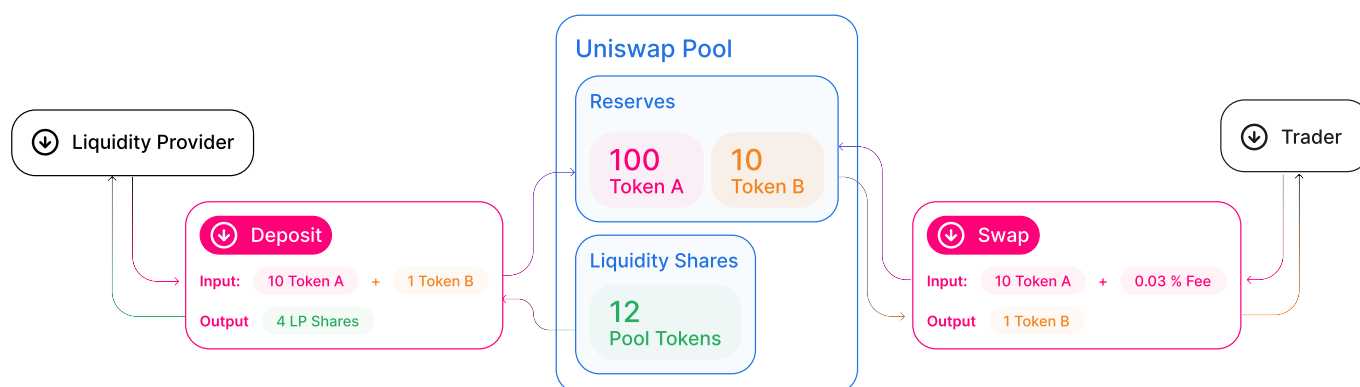 Uniswap Pool
Reserves
100
Token A
10
Token B
Liquidity Shares
12
Pool Tokens
Liquidity Provider
Deposit
Input: 10 Token A + 1 Token B
Output 4 LP Shares
Trader
Swap
Input: 10 Token A + 0.03 % Fee
Output 1 Token B